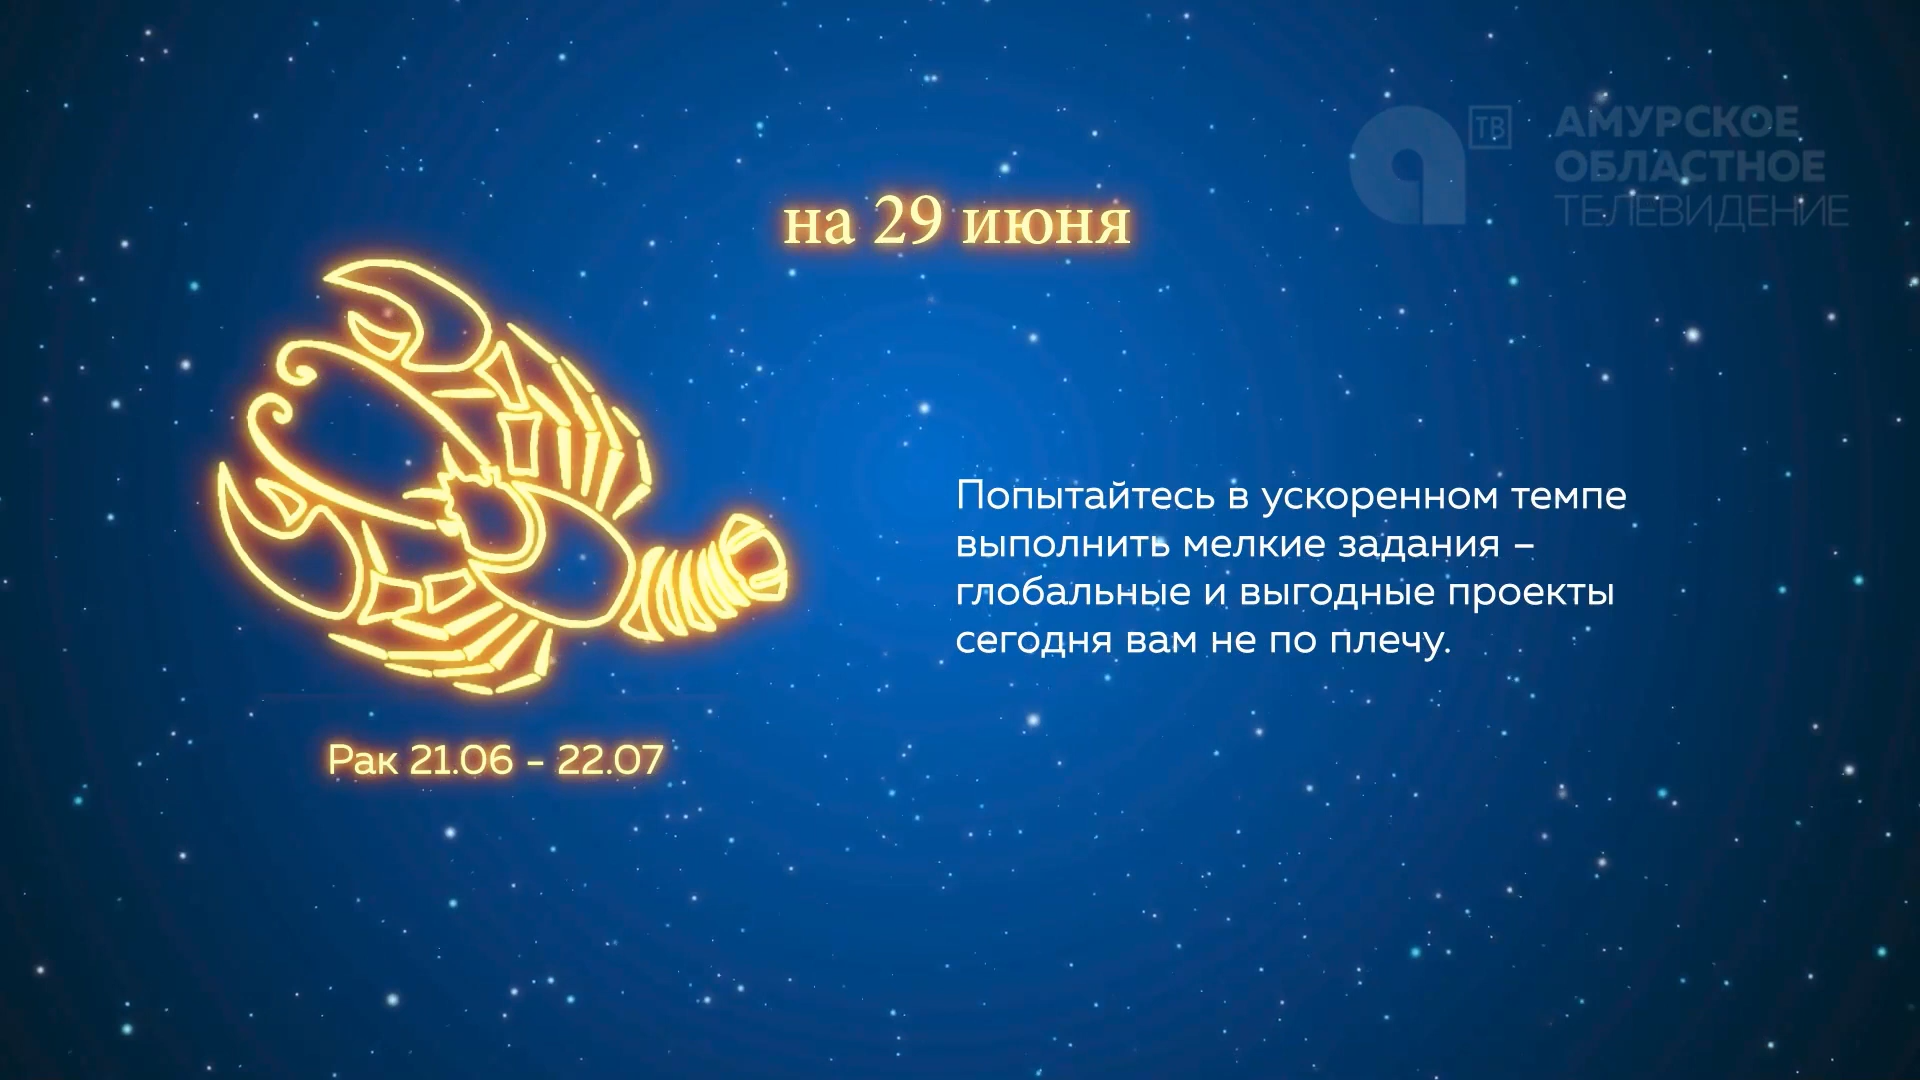 ТВ
АМУРСКОЕ
ОБЛАСТНОЕ
ТЕЛЕВИДЕНИЕ
на 29 июня
Попытайтесь в ускоренном темпе
выполнить мелкие задания –
глобальные и выгодные проекты
сегодня вам не по плечу.
Рак 21.06 - 22.07